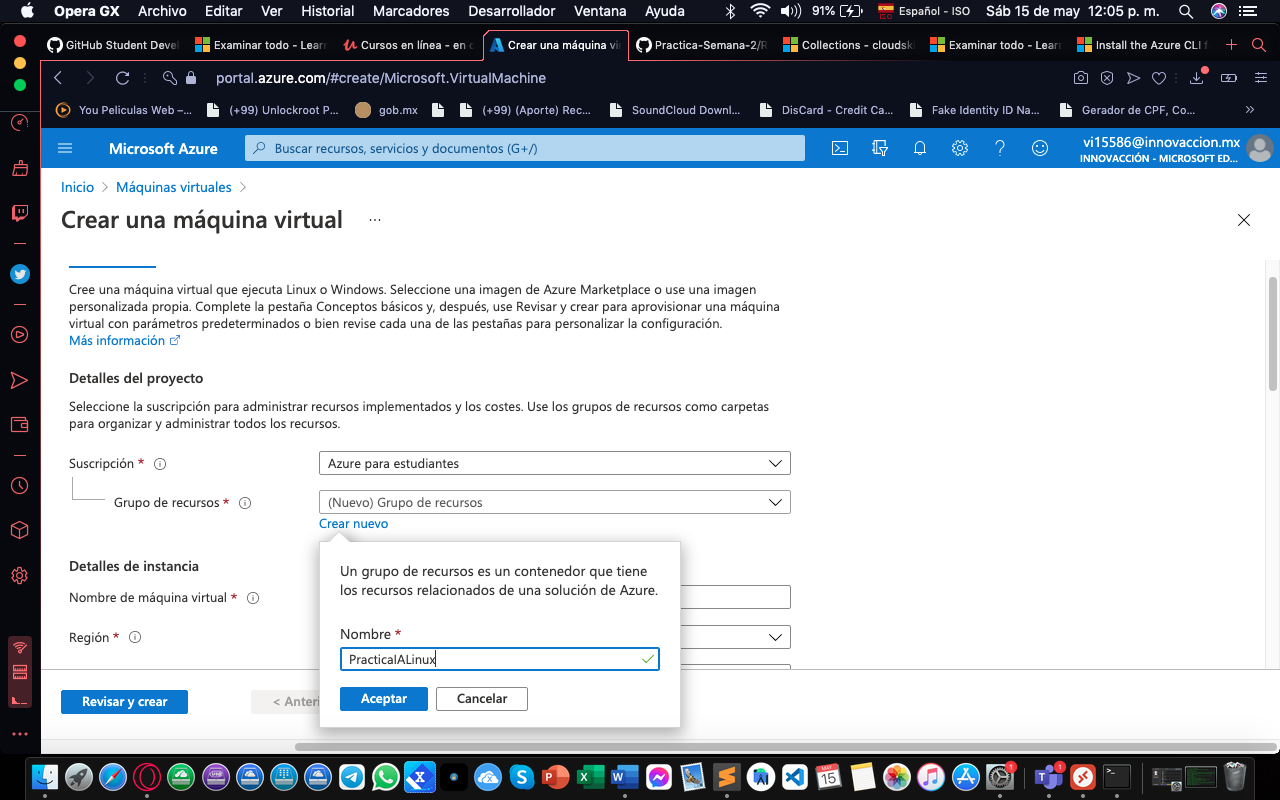 Opera GX Archivo Editar Ver Historial Marcadores Desarrollador Ventana Ayuda 91% Español - ISO Sáb 15 de may 12:05 p. m.
GitHub Student Devel Examinar todo - Learn Cursos en línea - en c Crear una máquina vi Practica-Semana-2/R Collections - cloudski Examinar todo - Learn Install the Azure CLI f
portal.azure.com/#create/Microsoft.VirtualMachine
You Peliculas Web –... (+99) Unlockroot P... gob.mx (+99) (Aporte) Rec... SoundCloud Downl... DisCard - Credit Ca... Fake Identity ID Na... Gerador de CPF, Co... »
Microsoft Azure Buscar recursos, servicios y documentos (G+/) vi15586@innovaccion.mx
INNOVACCIÓN - MICROSOFT ED...
Inicio > Máquinas virtuales >
Crear una máquina virtual ...
Cree una máquina virtual que ejecuta Linux o Windows. Seleccione una imagen de Azure Marketplace o use una imagen
personalizada propia. Complete la pestaña Conceptos básicos y, después, use Revisar y crear para aprovisionar una máquina
virtual con parámetros predeterminados o bien revise cada una de las pestañas para personalizar la configuración.
Más información
Detalles del proyecto
Seleccione la suscripción para administrar recursos implementados y los costes. Use los grupos de recursos como carpetas
para organizar y administrar todos los recursos.
Suscripción * Azure para estudiantes
Grupo de recursos * (Nuevo) Grupo de recursos
Crear nuevo
Un grupo de recursos es un contenedor que tiene
los recursos relacionados de una solución de Azure.
Nombre *
PracticaIALinux
Aceptar Cancelar
Detalles de instancia
Nombre de máquina virtual *
Región *
Revisar y crear < Anteri
MAY
15
1
1